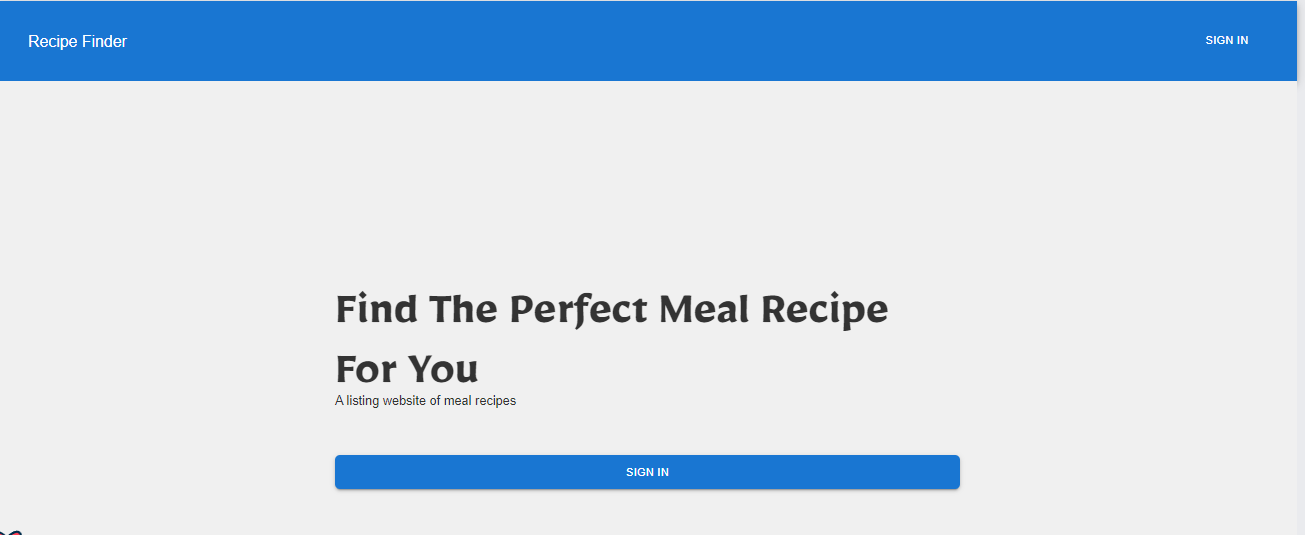 Recipe Finder
SIGN IN
Find The Perfect Meal Recipe
For You
A listing website of meal recipes
SIGN IN